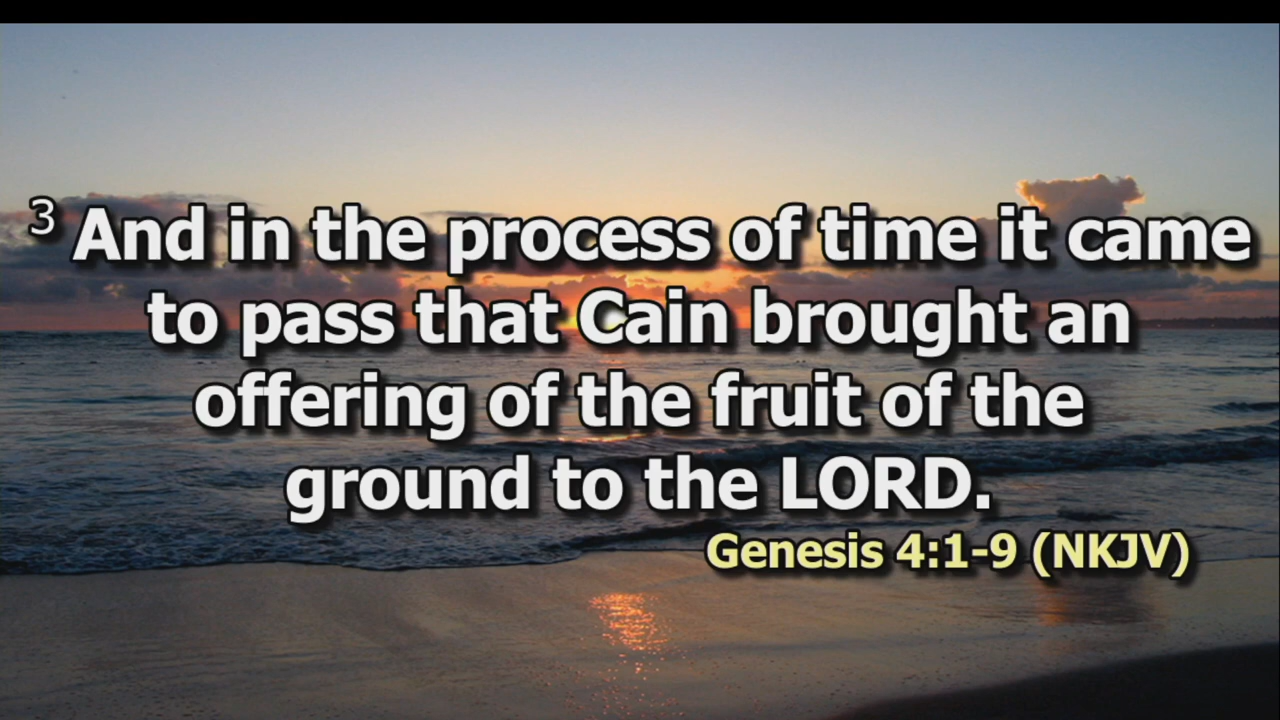 3 And in the process of time it came
to pass that Cain brought an
offering of the fruit of the
ground to the LORD.
Genesis 4:1-9 (NKJV)